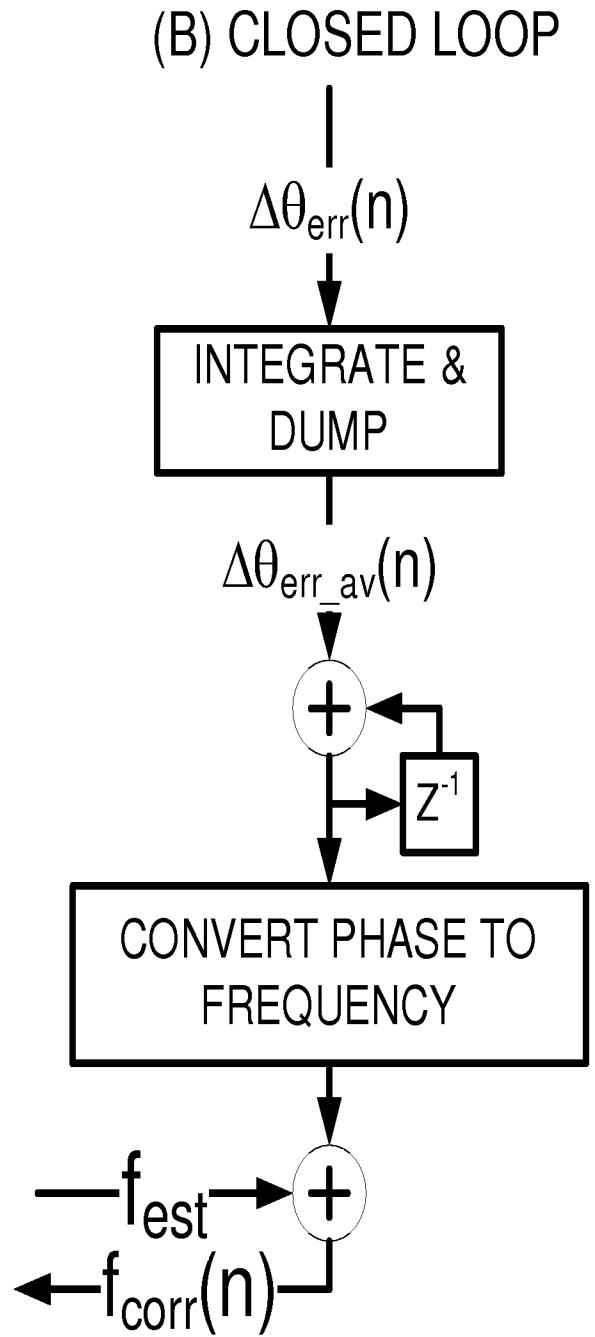 (B) CLOSED LOOP
Δθerr(n)
INTEGRATE &
DUMP
Δθerr_av(n)
+
Z-1
CONVERT PHASE TO
FREQUENCY
fest
+
fcorr(n)